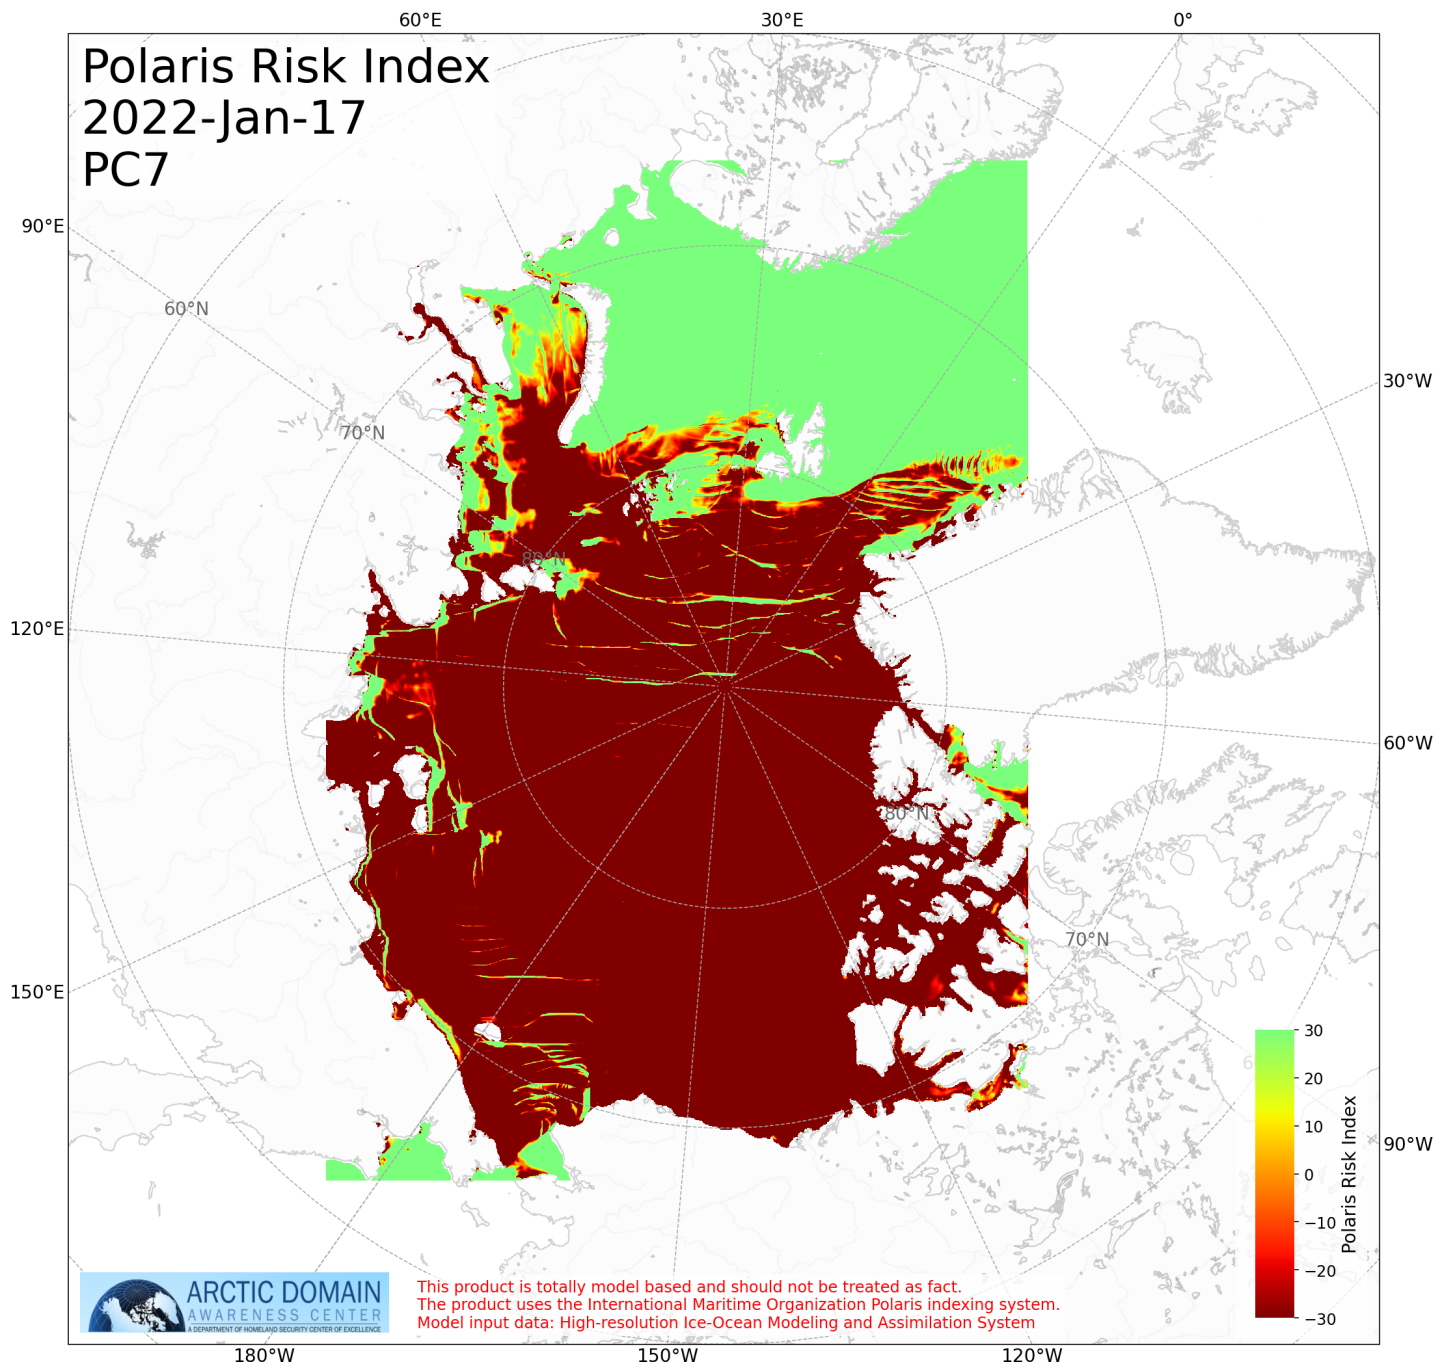 60°E 30°E 0°
Polaris Risk Index
2022-Jan-17
PC7
90°E
60°N
30°W
70°N
80°N
120°E
60°W
80°N
70°N
150°E
30
20
10
0
−10
−20
−30
Polaris Risk Index
90°W
ARCTIC DOMAIN
AWARENESS CENTER
A DEPARTMENT OF HOMELAND SECURITY CENTER OF EXCELLENCE
This product is totally model based and should not be treated as fact.
The product uses the International Maritime Organization Polaris indexing system.
Model input data: High-resolution Ice-Ocean Modeling and Assimilation System
180°W 150°W 120°W